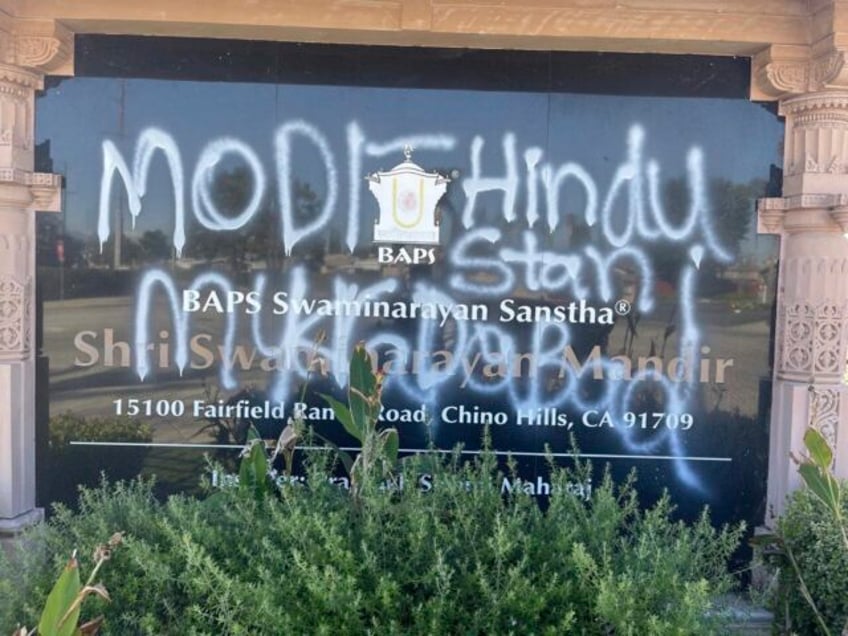 MODI Hindu
BAPS
Stan
BAPS Swaminarayan Sanstha®
MURDaBad
Shri Swaminarayan Mandir
15100 Fairfield Road, Chino Hills, CA 91709
Maharaj